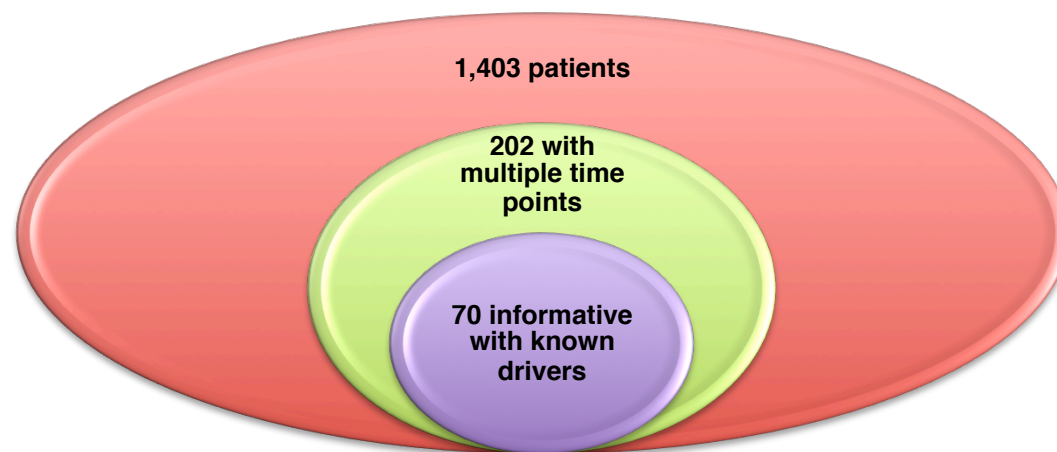 1,403 patients
202 with
multiple time
points
70 informative
with known
drivers